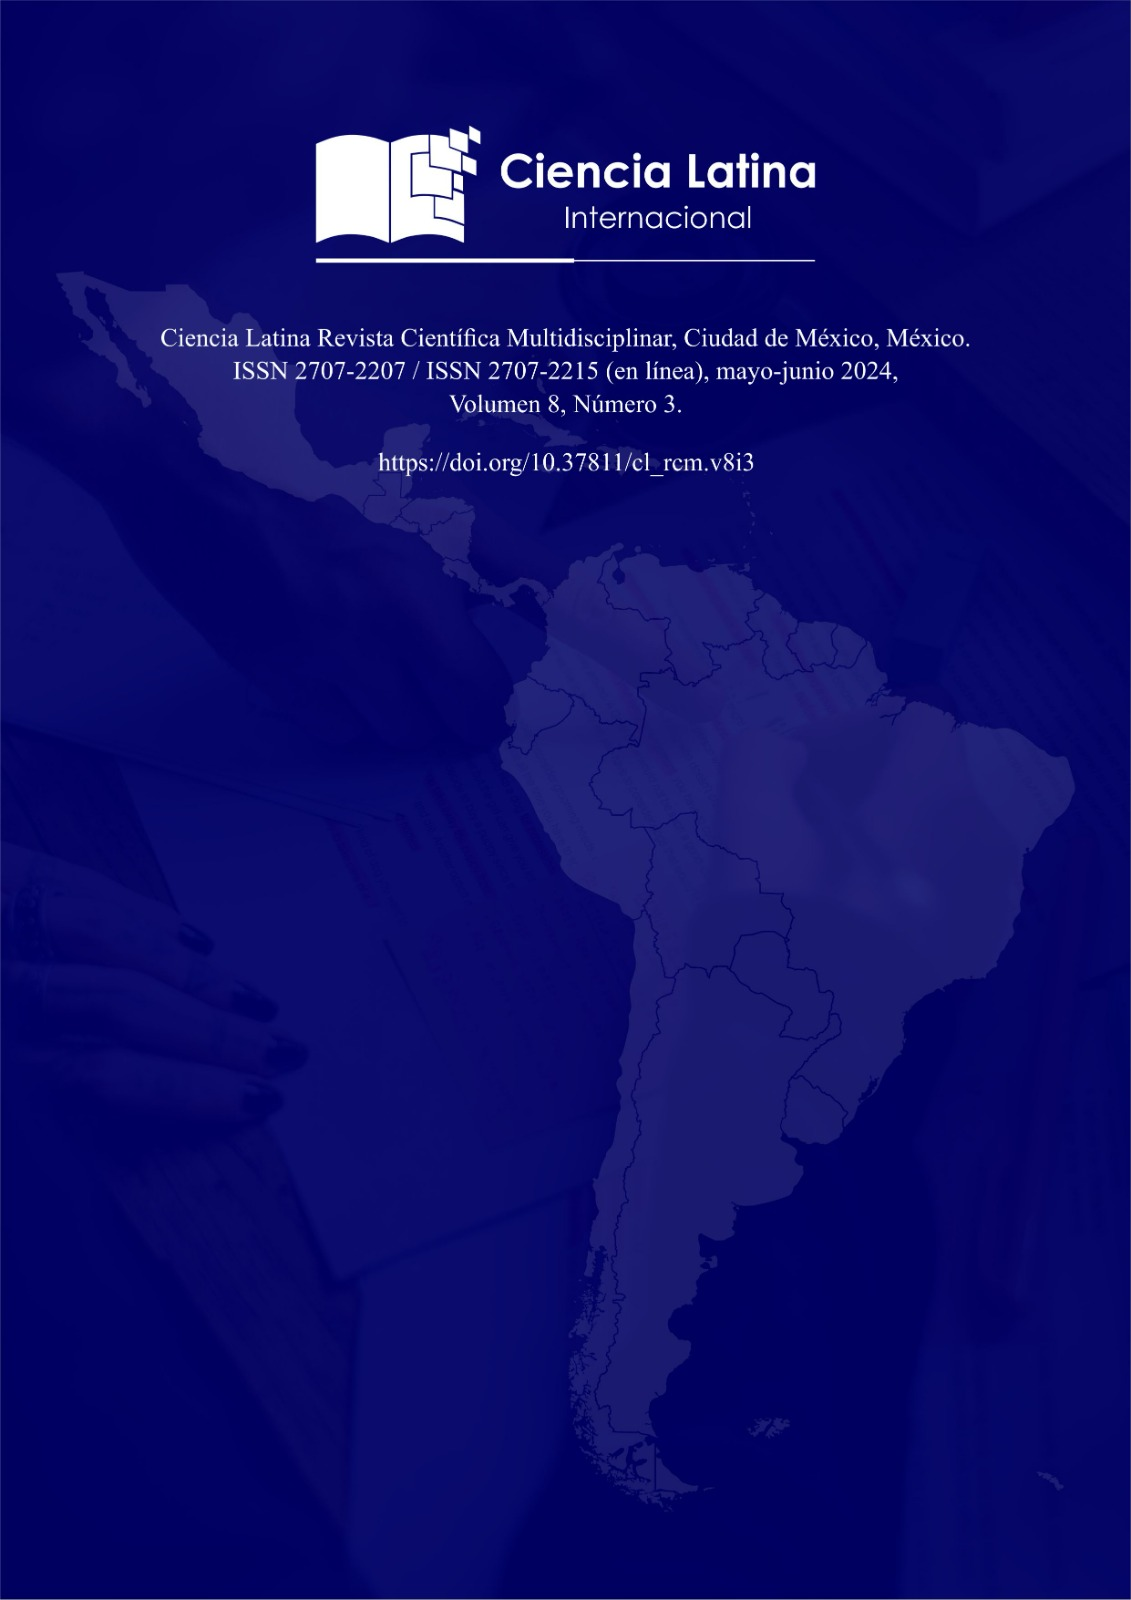 Ciencia Latina
Internacional
Ciencia Latina Revista Científica Multidisciplinar, Ciudad de México, México.
ISSN 2707-2207 / ISSN 2707-2215 (en línea), mayo-junio 2024,
Volumen 8, Número 3.
https://doi.org/10.37811/cl_rcm.v8i3